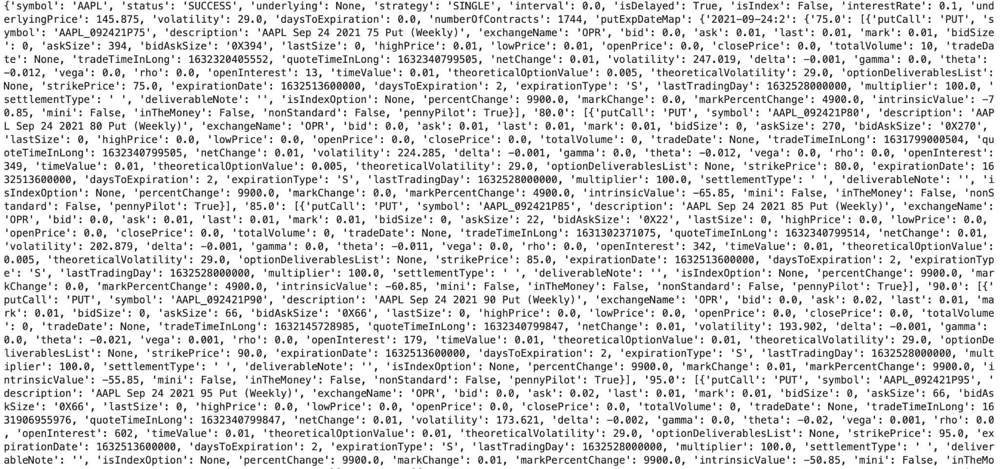 {'symbol': 'AAPL', 'status': 'SUCCESS', 'underlying': None, 'strategy': 'SINGLE', 'interval': 0.0, 'isDelayed': True, 'isIndex': False, 'interestRate': 0.1, 'und
erlyingPrice': 145.875, 'volatility': 29.0, 'daysToExpiration': 0.0, 'numberOfContracts': 1744, 'putExpDateMap': {'2021-09-24:2': {'75.0': [{'putCall': 'PUT', 's
ymbol': 'AAPL_092421P75', 'description': 'AAPL Sep 24 2021 75 Put (Weekly)', 'exchangeName': 'OPR', 'bid': 0.0, 'ask': 0.01, 'last': 0.01, 'mark': 0.01, 'bidSize
': 0, 'askSize': 394, 'bidAskSize': '0X394', 'lastSize': 0, 'highPrice': 0.01, 'lowPrice': 0.01, 'openPrice': 0.0, 'closePrice': 0.0, 'totalVolume': 10, 'tradeDa
te': None, 'tradeTimeInLong': 1632320405552, 'quoteTimeInLong': 1632340799505, 'netChange': 0.01, 'volatility': 247.019, 'delta': -0.001, 'gamma': 0.0, 'theta':
-0.012, 'vega': 0.0, 'rho': 0.0, 'openInterest': 13, 'timeValue': 0.01, 'theoreticalOptionValue': 0.005, 'theoreticalVolatility': 29.0, 'optionDeliverablesList':
None, 'strikePrice': 75.0, 'expirationDate': 1632513600000, 'daysToExpiration': 2, 'expirationType': 'S', 'lastTradingDay': 1632528000000, 'multiplier': 100.0, '
settlementType': ' ', 'deliverableNote': '', 'isIndexOption': None, 'percentChange': 9900.0, 'markChange': 0.0, 'markPercentChange': 4900.0, 'intrinsicValue': -7
0.85, 'mini': False, 'inTheMoney': False, 'nonStandard': False, 'pennyPilot': True}], '80.0': [{'putCall': 'PUT', 'symbol': 'AAPL_092421P80', 'description': 'AAP
L Sep 24 2021 80 Put (Weekly)', 'exchangeName': 'OPR', 'bid': 0.0, 'ask': 0.01, 'last': 0.01, 'mark': 0.01, 'bidSize': 0, 'askSize': 270, 'bidAskSize': '0X270',
'lastSize': 0, 'highPrice': 0.0, 'lowPrice': 0.0, 'openPrice': 0.0, 'closePrice': 0.0, 'totalVolume': 0, 'tradeDate': None, 'tradeTimeInLong': 1631799000504, 'qu
oteTimeInLong': 1632340799505, 'netChange': 0.01, 'volatility': 224.285, 'delta': -0.001, 'gamma': 0.0, 'theta': -0.012, 'vega': 0.0, 'rho': 0.0, 'openInterest':
349, 'timeValue': 0.01, 'theoreticalOptionValue': 0.005, 'theoreticalVolatility': 29.0, 'optionDeliverablesList': None, 'strikePrice': 80.0, 'expirationDate': 16
32513600000, 'daysToExpiration': 2, 'expirationType': 'S', 'lastTradingDay': 1632528000000, 'multiplier': 100.0, 'settlementType': ' ', 'deliverableNote': '', 'i
sIndexOption': None, 'percentChange': 9900.0, 'markChange': 0.0, 'markPercentChange': 4900.0, 'intrinsicValue': -65.85, 'mini': False, 'inTheMoney': False, 'nonS
tandard': False, 'pennyPilot': True}], '85.0': [{'putCall': 'PUT', 'symbol': 'AAPL_092421P85', 'description': 'AAPL Sep 24 2021 85 Put (Weekly)', 'exchangeName':
'OPR', 'bid': 0.0, 'ask': 0.01, 'last': 0.01, 'mark': 0.01, 'bidSize': 0, 'askSize': 22, 'bidAskSize': '0X22', 'lastSize': 0, 'highPrice': 0.0, 'lowPrice': 0.0,
'openPrice': 0.0, 'closePrice': 0.0, 'totalVolume': 0, 'tradeDate': None, 'tradeTimeInLong': 1631302371075, 'quoteTimeInLong': 1632340799514, 'netChange': 0.01,
'volatility': 202.879, 'delta': -0.001, 'gamma': 0.0, 'theta': -0.011, 'vega': 0.0, 'rho': 0.0, 'openInterest': 342, 'timeValue': 0.01, 'theoreticalOptionValue':
0.005, 'theoreticalVolatility': 29.0, 'optionDeliverablesList': None, 'strikePrice': 85.0, 'expirationDate': 1632513600000, 'daysToExpiration': 2, 'expirationTyp
e': 'S', 'lastTradingDay': 1632528000000, 'multiplier': 100.0, 'settlementType': ' ', 'deliverableNote': '', 'isIndexOption': None, 'percentChange': 9900.0, 'mar
kChange': 0.0, 'markPercentChange': 4900.0, 'intrinsicValue': -60.85, 'mini': False, 'inTheMoney': False, 'nonStandard': False, 'pennyPilot': True}], '90.0': [{'
putCall': 'PUT', 'symbol': 'AAPL_092421P90', 'description': 'AAPL Sep 24 2021 90 Put (Weekly)', 'exchangeName': 'OPR', 'bid': 0.0, 'ask': 0.02, 'last': 0.01, 'ma
rk': 0.01, 'bidSize': 0, 'askSize': 66, 'bidAskSize': '0X66', 'lastSize': 0, 'highPrice': 0.0, 'lowPrice': 0.0, 'openPrice': 0.0, 'closePrice': 0.0, 'totalVolume
': 0, 'tradeDate': None, 'tradeTimeInLong': 1632145728985, 'quoteTimeInLong': 1632340799847, 'netChange': 0.01, 'volatility': 193.902, 'delta': -0.001, 'gamma':
0.0, 'theta': -0.021, 'vega': 0.001, 'rho': 0.0, 'openInterest': 179, 'timeValue': 0.01, 'theoreticalOptionValue': 0.01, 'theoreticalVolatility': 29.0, 'optionDe
liverablesList': None, 'strikePrice': 90.0, 'expirationDate': 1632513600000, 'daysToExpiration': 2, 'expirationType': 'S', 'lastTradingDay': 1632528000000, 'mult
iplier': 100.0, 'settlementType': ' ', 'deliverableNote': '', 'isIndexOption': None, 'percentChange': 9900.0, 'markChange': 0.01, 'markPercentChange': 9900.0, 'i
ntrinsicValue': -55.85, 'mini': False, 'inTheMoney': False, 'nonStandard': False, 'pennyPilot': True}], '95.0': [{'putCall': 'PUT', 'symbol': 'AAPL_092421P95', '
description': 'AAPL Sep 24 2021 95 Put (Weekly)', 'exchangeName': 'OPR', 'bid': 0.0, 'ask': 0.02, 'last': 0.01, 'mark': 0.01, 'bidSize': 0, 'askSize': 66, 'bidAs
kSize': '0X66', 'lastSize': 0, 'highPrice': 0.0, 'lowPrice': 0.0, 'openPrice': 0.0, 'closePrice': 0.0, 'totalVolume': 0, 'tradeDate': None, 'tradeTimeInLong': 16
31906955976, 'quoteTimeInLong': 1632340799847, 'netChange': 0.01, 'volatility': 173.621, 'delta': -0.002, 'gamma': 0.0, 'theta': -0.02, 'vega': 0.001, 'rho': 0.0
, 'openInterest': 602, 'timeValue': 0.01, 'theoreticalOptionValue': 0.01, 'theoreticalVolatility': 29.0, 'optionDeliverablesList': None, 'strikePrice': 95.0, 'ex
pirationDate': 1632513600000, 'daysToExpiration': 2, 'expirationType': 'S', 'lastTradingDay': 1632528000000, 'multiplier': 100.0, 'settlementType': ' ', 'deliver
ableNote': '', 'isIndexOption': None, 'percentChange': 9900.0, 'markChange': 0.01, 'markPercentChange': 9900.0, 'intrinsicValue': -50.85, 'mini': False, 'inTheMo